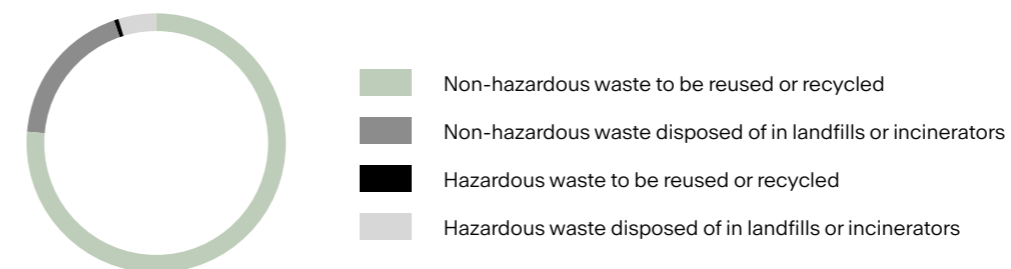 Non-hazardous waste to be reused or recycled
Non-hazardous waste disposed of in landfills or incinerators
Hazardous waste to be reused or recycled
Hazardous waste disposed of in landfills or incinerators